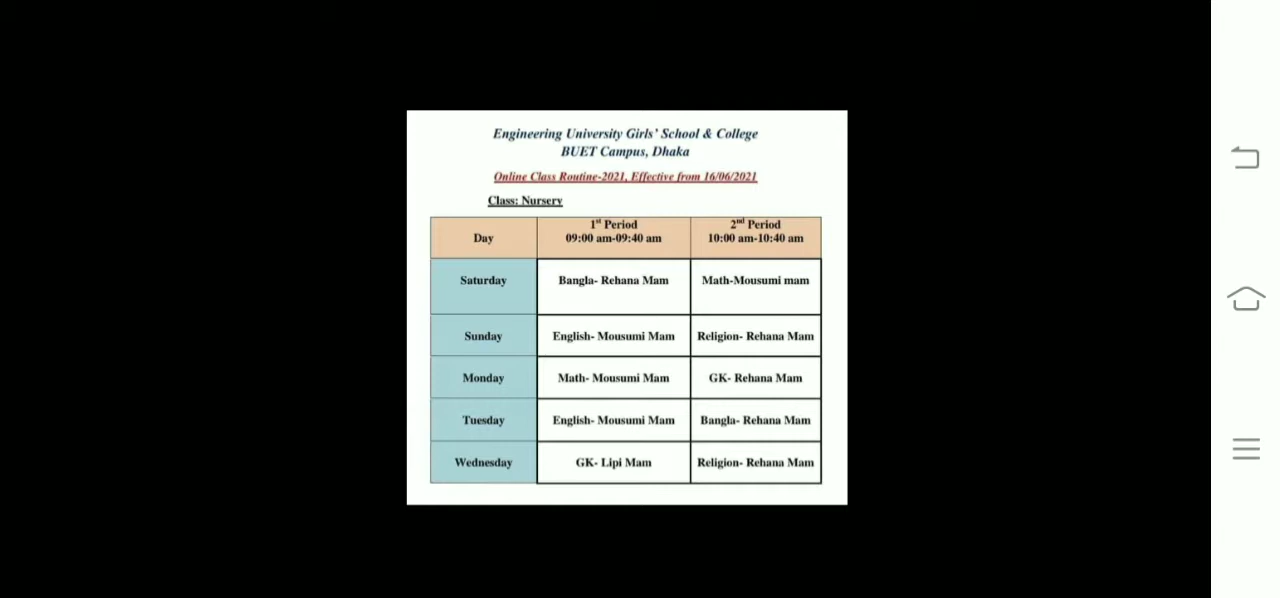 Engineering University Girls' School & College
BUET Campus, Dhaka
Online Class Routine-2021, Effective from 16/06/2021
Class: Nursery
Day 1st Period 09:00 am-09:40 am 2nd Period 10:00 am-10:40 am
Saturday Bangla- Rehana Mam Math-Mousumi mam
Sunday English- Mousumi Mam Religion- Rehana Mam
Monday Math- Mousumi Mam GK- Rehana Mam
Tuesday English- Mousumi Mam Bangla- Rehana Mam
Wednesday GK- Lipi Mam Religion- Rehana Mam